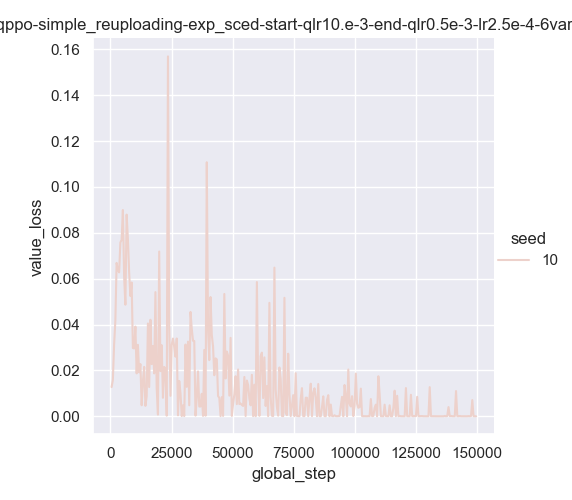 qppo-simple_reuploading-exp_sced-start-qlr10.e-3-end-qlr0.5e-3-lr2.5e-4-6var
0.16
0.14
0.12
0.10
0.08
0.06
0.04
0.02
0.00
value_loss
0 25000 50000 75000 100000 125000 150000
global_step
seed
10